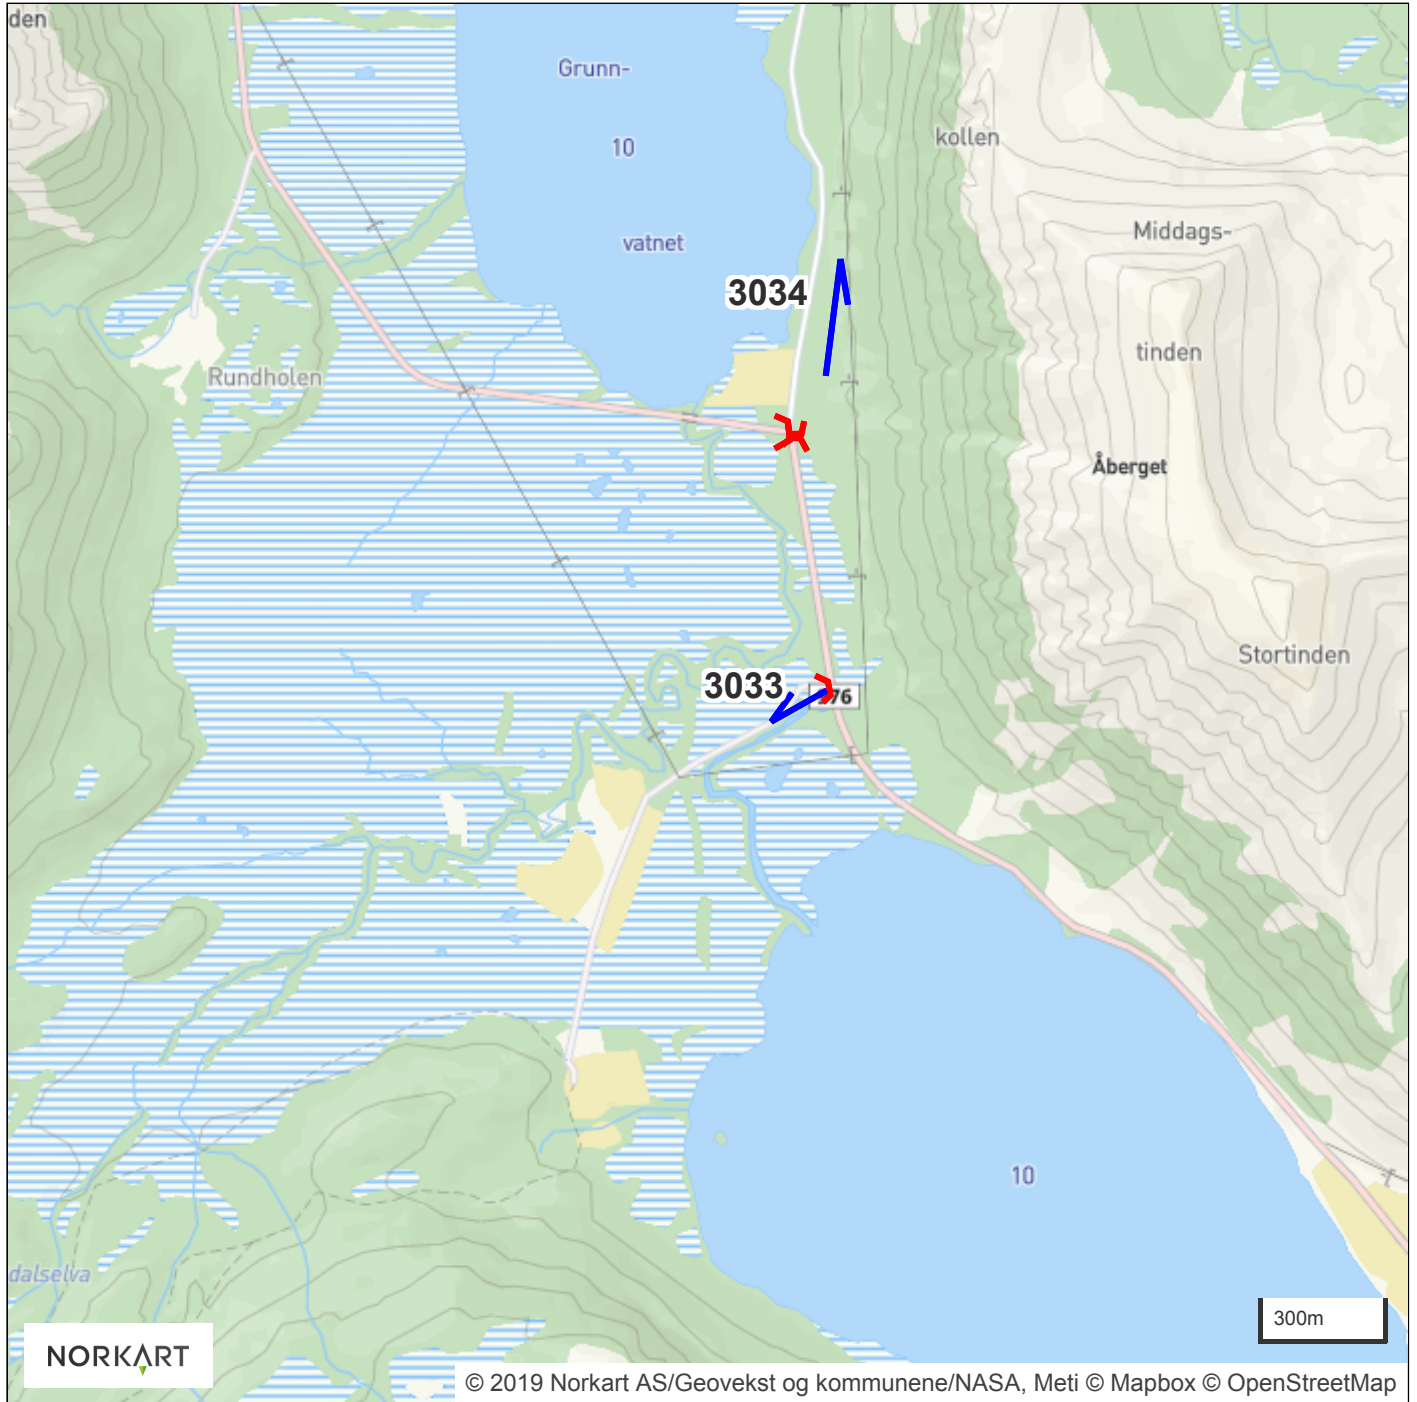 den
Grunn-
10
kollen
Middags-
vatnet
3034
tinden
Rundholen
Åberget
Stortinden
3033
76
10
dalselva
300m
NORKART
© 2019 Norkart AS/Geovekst og kommunene/NASA, Meti © Mapbox © OpenStreetMap